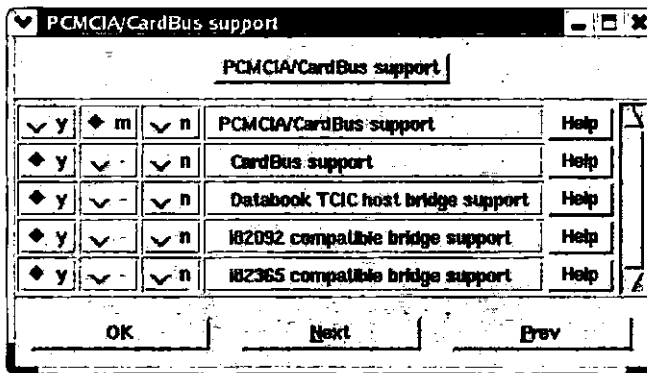 PCMCIA/CardBus support
PCMCIA/CardBus support
y m n PCMCIA/CardBus support Help
y - n CardBus support Help
y - n Databook TCIC host bridge support Help
y - n i82092 compatible bridge support Help
y - n i82365 compatible bridge support Help
OK Next Prev